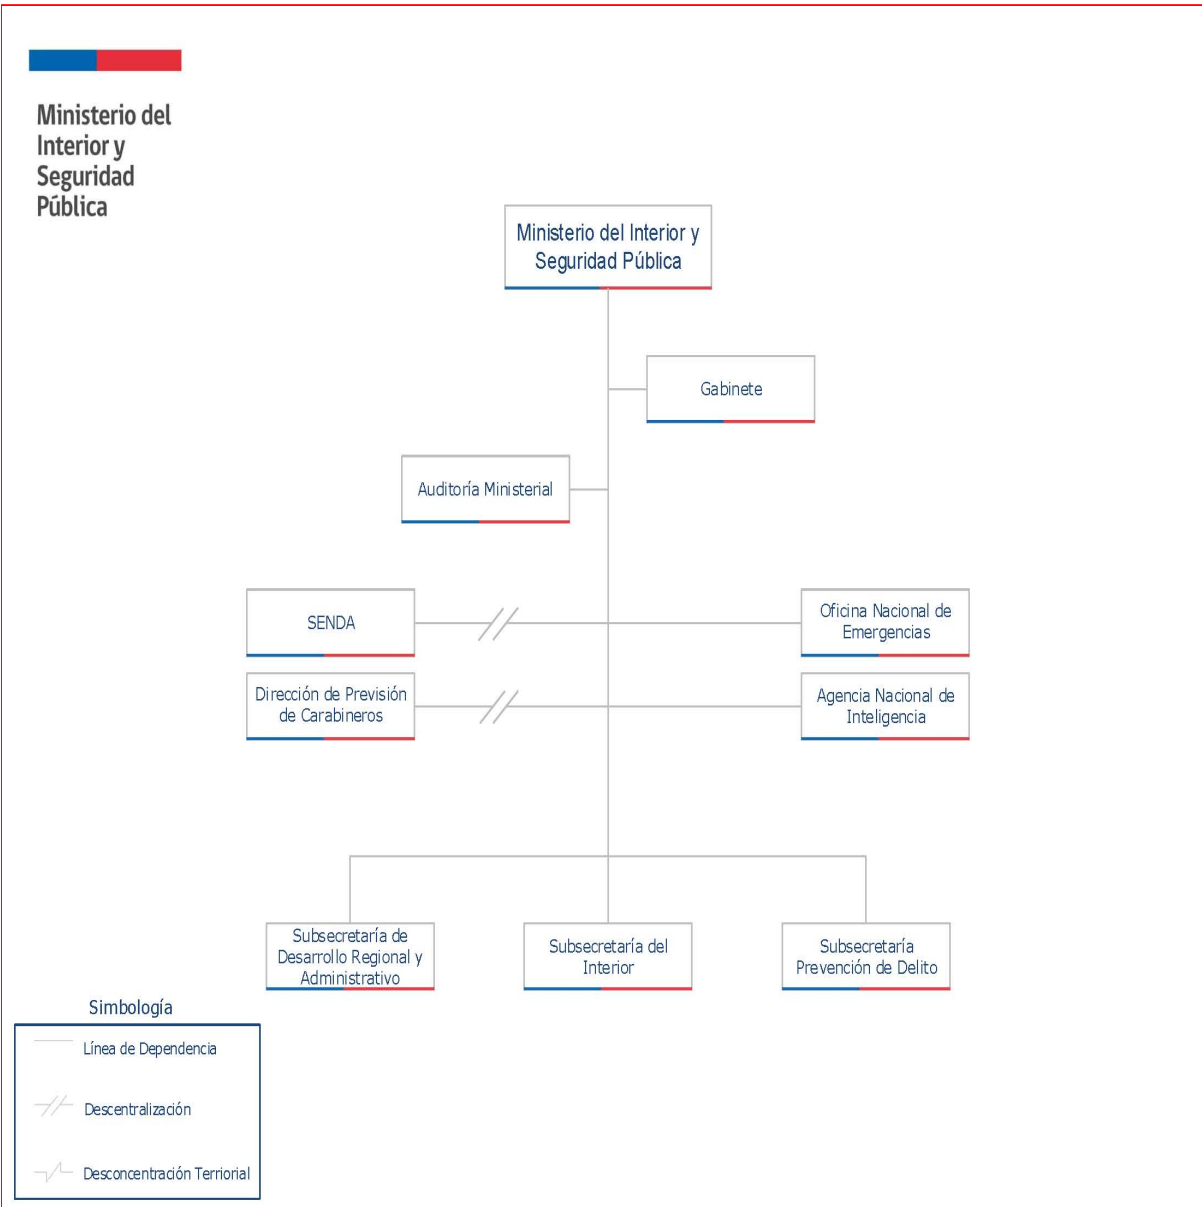 Ministerio del
Interior y
Seguridad
Pública
Ministerio del Interior y
Seguridad Pública
Gabinete
Auditoría Ministerial
SENDA
Oficina Nacional de
Emergencias
Dirección de Previsión
de Carabineros
Agencia Nacional de
Inteligencia
Subsecretaría de
Desarrollo Regional y
Administrativo
Subsecretaría del
Interior
Subsecretaría
Prevención de Delito
Simbología
Línea de Dependencia
Descentralización
Desconcentración Terriorial